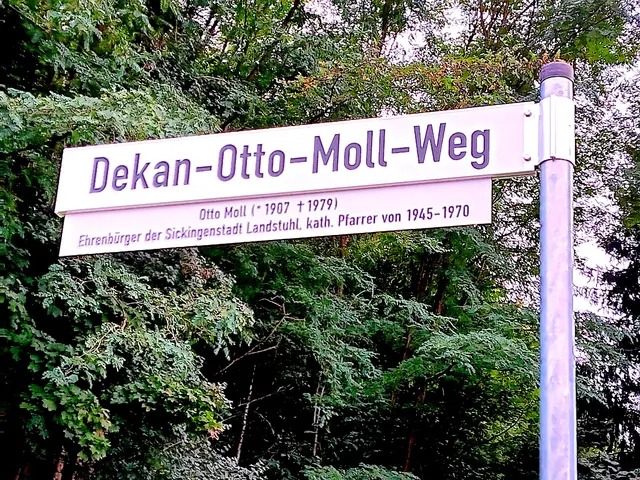 Dekan-Otto-Moll-Weg
Otto Moll (* 1907 ✝ 1979)
Ehrenbürger der Sickingenstadt Landstuhl, kath. Pfarrer von 1945-1970